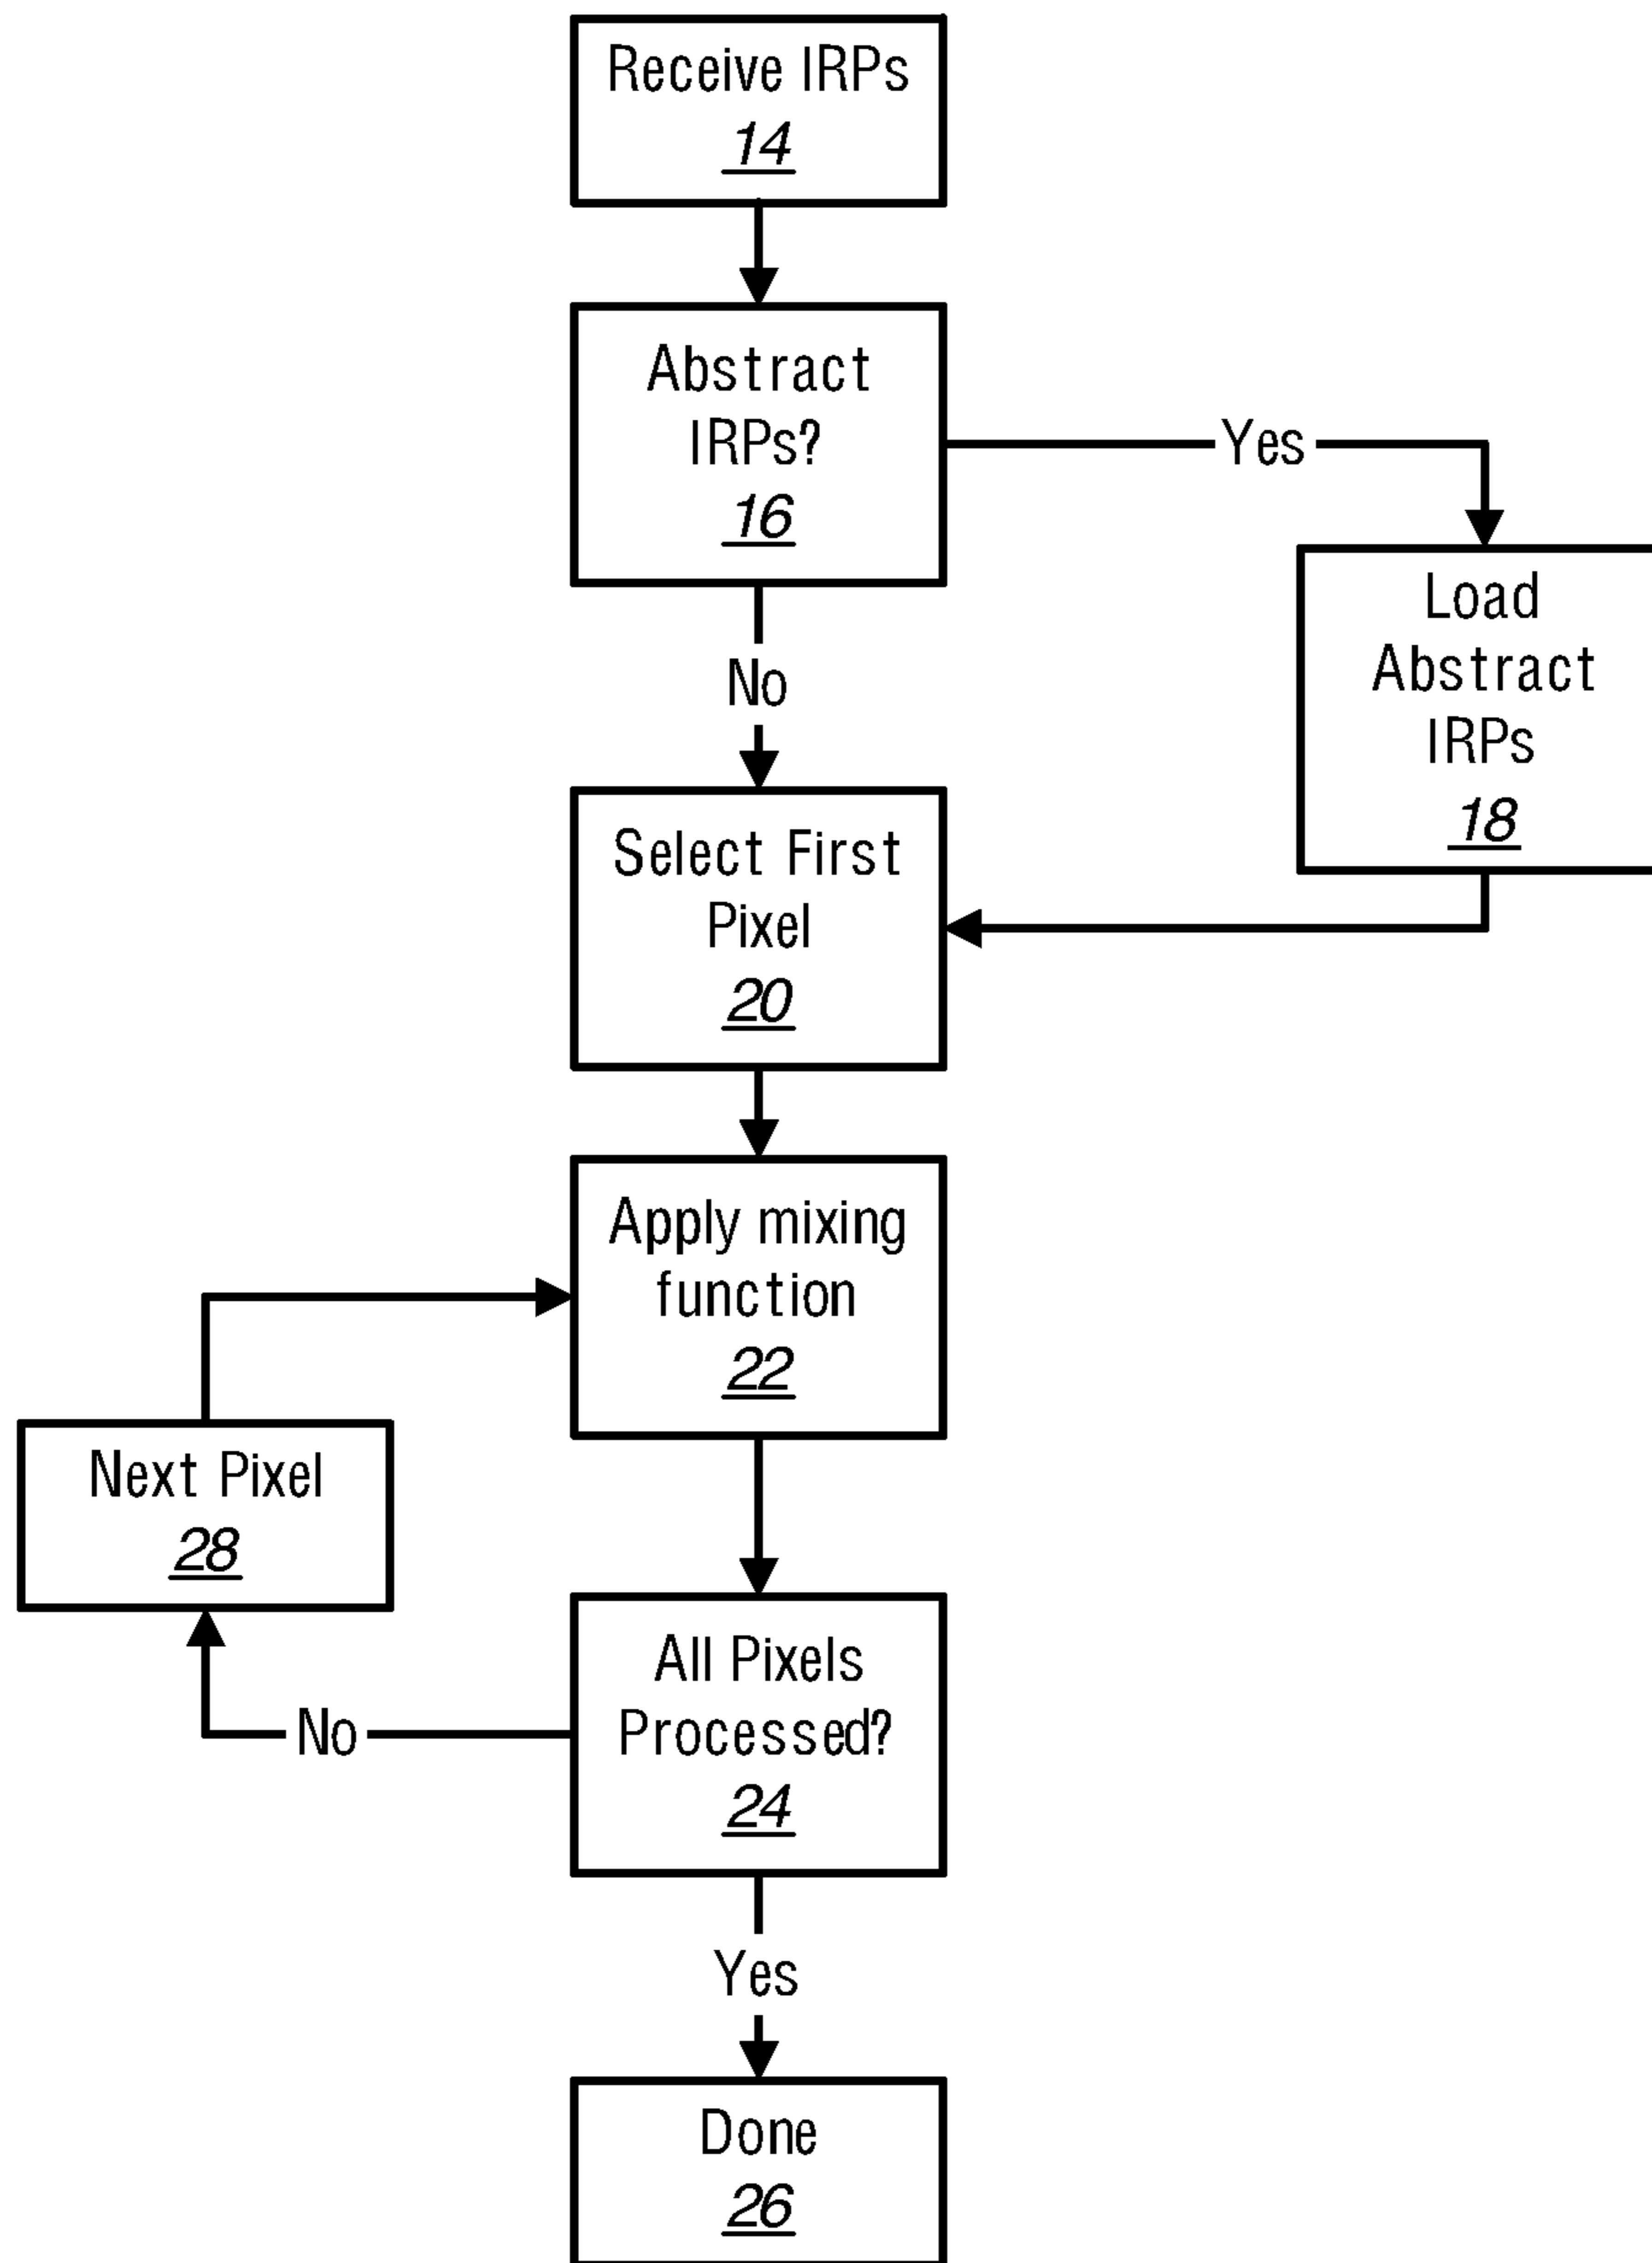 Receive IRPs
14
Abstract
IRPs?
16
Yes
No
Load
Abstract
IRPs
18
Select First
Pixel
20
Apply mixing
function
22
Next Pixel
28
All Pixels
Processed?
24
No
Yes
Done
26